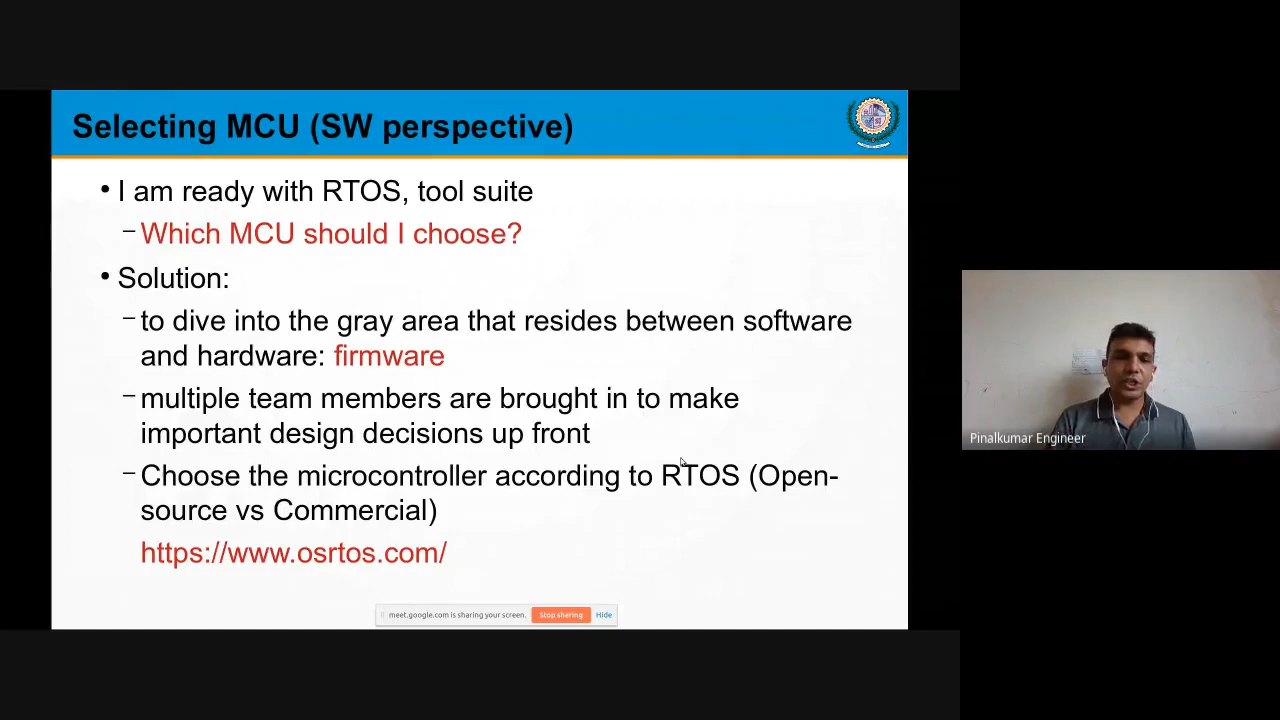 Selecting MCU (SW perspective)
• I am ready with RTOS, tool suite
– Which MCU should I choose?
• Solution:
– to dive into the gray area that resides between software
and hardware: firmware
– multiple team members are brought in to make
important design decisions up front
– Choose the microcontroller according to RTOS (Open-
source vs Commercial)
https://www.osrtos.com/
meet.google.com is sharing your screen. Stop sharing Hide
Pinalkumar Engineer